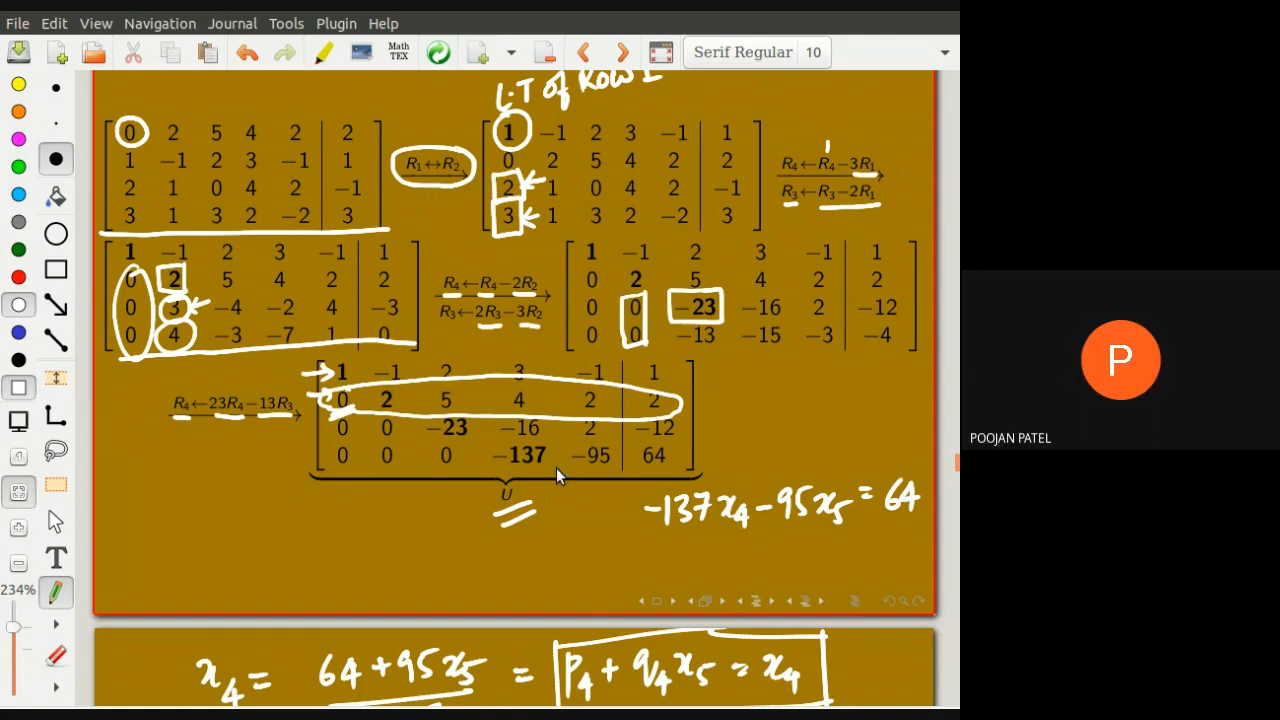 File Edit View Navigation Journal Tools Plugin Help
Math TEX Serif Regular 10
L.T of Row 1
0 2 5 4 2 | 2
1 −1 2 3 −1 | 1
2 1 0 4 2 | −1
3 1 3 2 −2 | 3
R1↔R2
1 −1 2 3 −1 | 1
0 2 5 4 2 | 2
2 1 0 4 2 | −1
3 1 3 2 −2 | 3
R4←R4−3R1
R3←R3−2R1
1 −1 2 3 −1 | 1
0 2 5 4 2 | 2
0 3 −4 −2 4 | −3
0 4 −3 −7 1 | 0
R4←R4−2R2
R3←2R3−3R2
1 −1 2 3 −1 | 1
0 2 5 4 2 | 2
0 0 −23 −16 2 | −12
0 0 −13 −15 −3 | −4
R4←23R4−13R3
1 −1 2 3 −1 | 1
0 2 5 4 2 | 2
0 0 −23 −16 2 | −12
0 0 0 −137 −95 | 64
U
-137x4 - 95x5 = 64
234%
x4 = 64 + 95x5 = P4 + q4x5 = x4
P
POOJAN PATEL